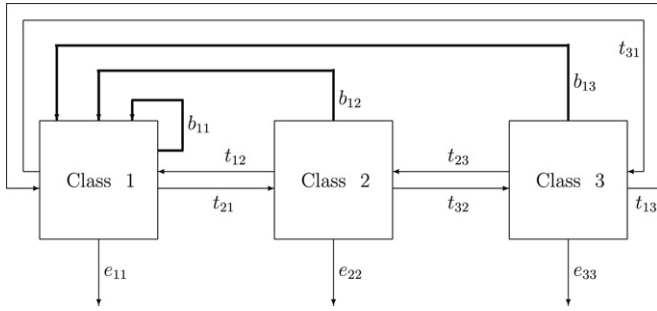 t₃₁
b₁₃
b₁₂
b₁₁
t₁₂
t₂₃
Class 1
Class 2
Class 3
t₂₁
t₃₂
t₁₃
e₁₁
e₂₂
e₃₃